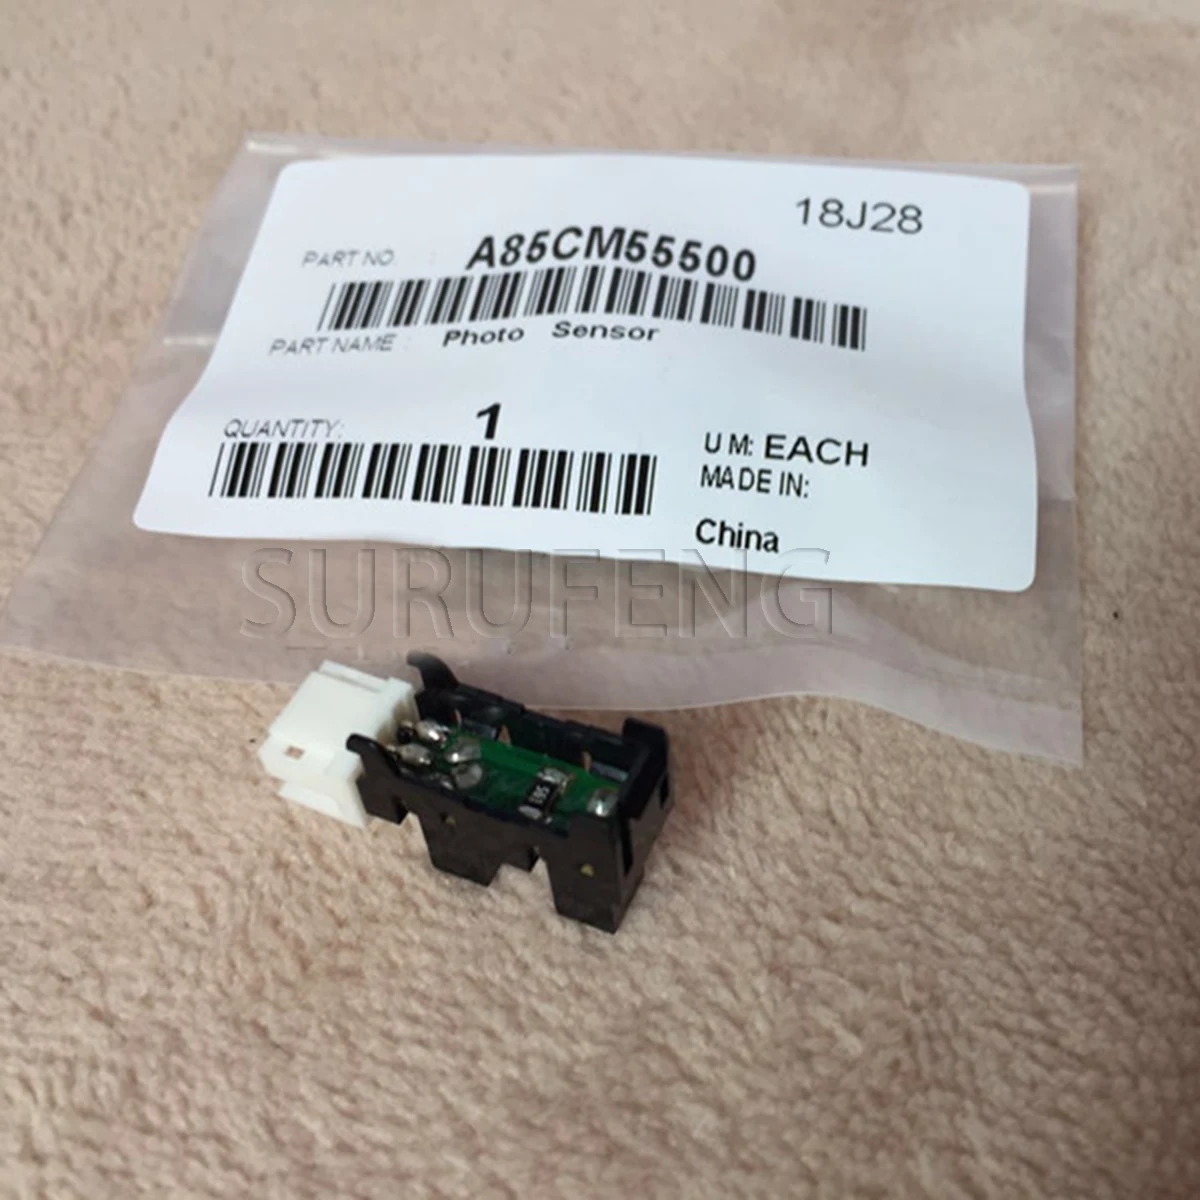 18J28
PART NO. : A85CM55500
PART NAME : Photo Sensor
QUANTITY: 1
U M: EACH
MADE IN:
China
SURUFENG